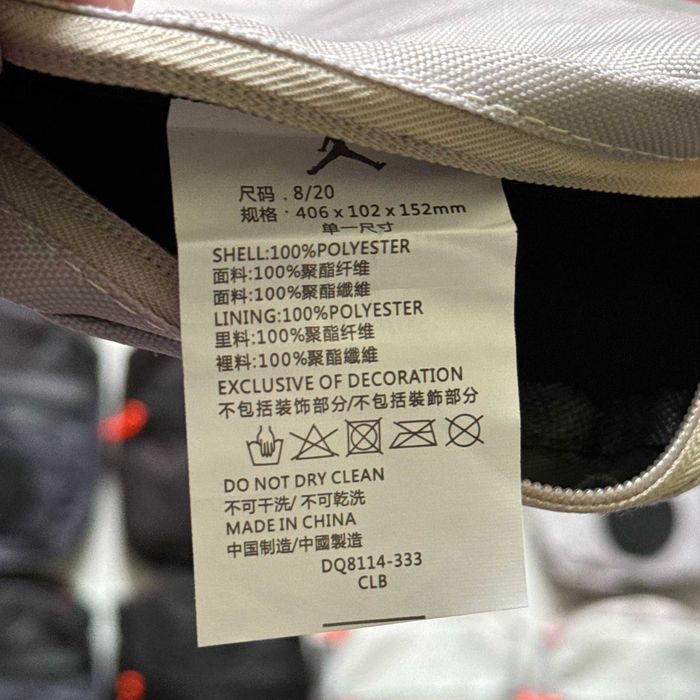 尺码 . 8/20
规格 · 406 x 102 x 152mm
单一尺寸
SHELL:100%POLYESTER
面料:100%聚酯纤维
面料:100%聚酯纖維
LINING:100%POLYESTER
里料:100%聚酯纤维
裡料:100%聚酯纖維
EXCLUSIVE OF DECORATION
不包括装饰部分/不包括裝飾部分
DO NOT DRY CLEAN
不可干洗/ 不可乾洗
MADE IN CHINA
中国制造/中國製造
DQ8114-333
CLB